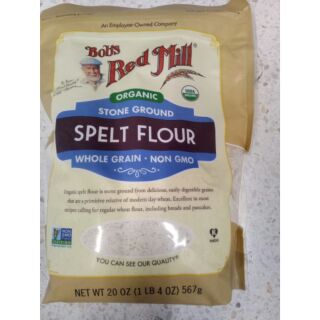 An Employee-Owned Company
Bob's
Red Mill
ORGANIC
STONE GROUND
SPELT FLOUR
WHOLE GRAIN · NON GMO
Organic spelt flour is stone ground from delicious, easily digestible grains
that are a primitive relative of modern day wheat. Excellent in most
recipes calling for regular wheat flour, including breads and pancakes.
YOU CAN SEE OUR QUALITY
NET WT 20 OZ (1 LB 4 OZ) 567g